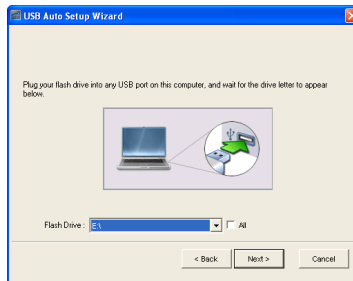 USB Auto Setup Wizard
Plug your flash drive into any USB port on this computer, and wait for the drive letter to appear
below.
Flash Drive : E:\ All
< Back Next > Cancel